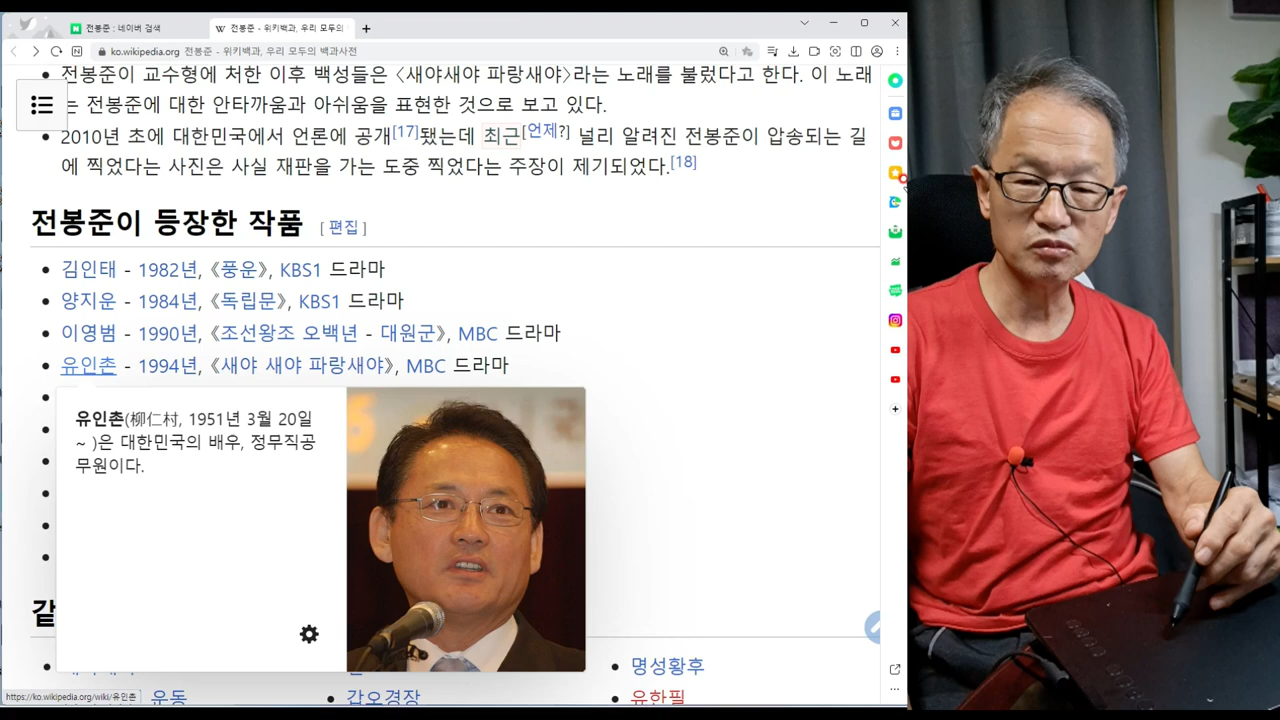 전봉준 : 네이버 검색
전봉준 - 위키백과, 우리 모두의
ko.wikipedia.org 전봉준 - 위키백과, 우리 모두의 백과사전
전봉준이 교수형에 처한 이후 백성들은 〈새야새야 파랑새야〉라는 노래를 불렀다고 한다. 이 노래
는 전봉준에 대한 안타까움과 아쉬움을 표현한 것으로 보고 있다.
2010년 초에 대한민국에서 언론에 공개[17]됐는데 최근[언제?] 널리 알려진 전봉준이 압송되는 길
에 찍었다는 사진은 사실 재판을 가는 도중 찍었다는 주장이 제기되었다.[18]
전봉준이 등장한 작품 [편집]
김인태 - 1982년, 《풍운》, KBS1 드라마
양지운 - 1984년, 《독립문》, KBS1 드라마
이영범 - 1990년, 《조선왕조 오백년 - 대원군》, MBC 드라마
유인촌 - 1994년, 《새야 새야 파랑새야》, MBC 드라마
유인촌(柳仁村, 1951년 3월 20일
~ )은 대한민국의 배우, 정무직공
무원이다.
같
명성황후
운동
갑오경장
유한필
https://ko.wikipedia.org/wiki/유인촌